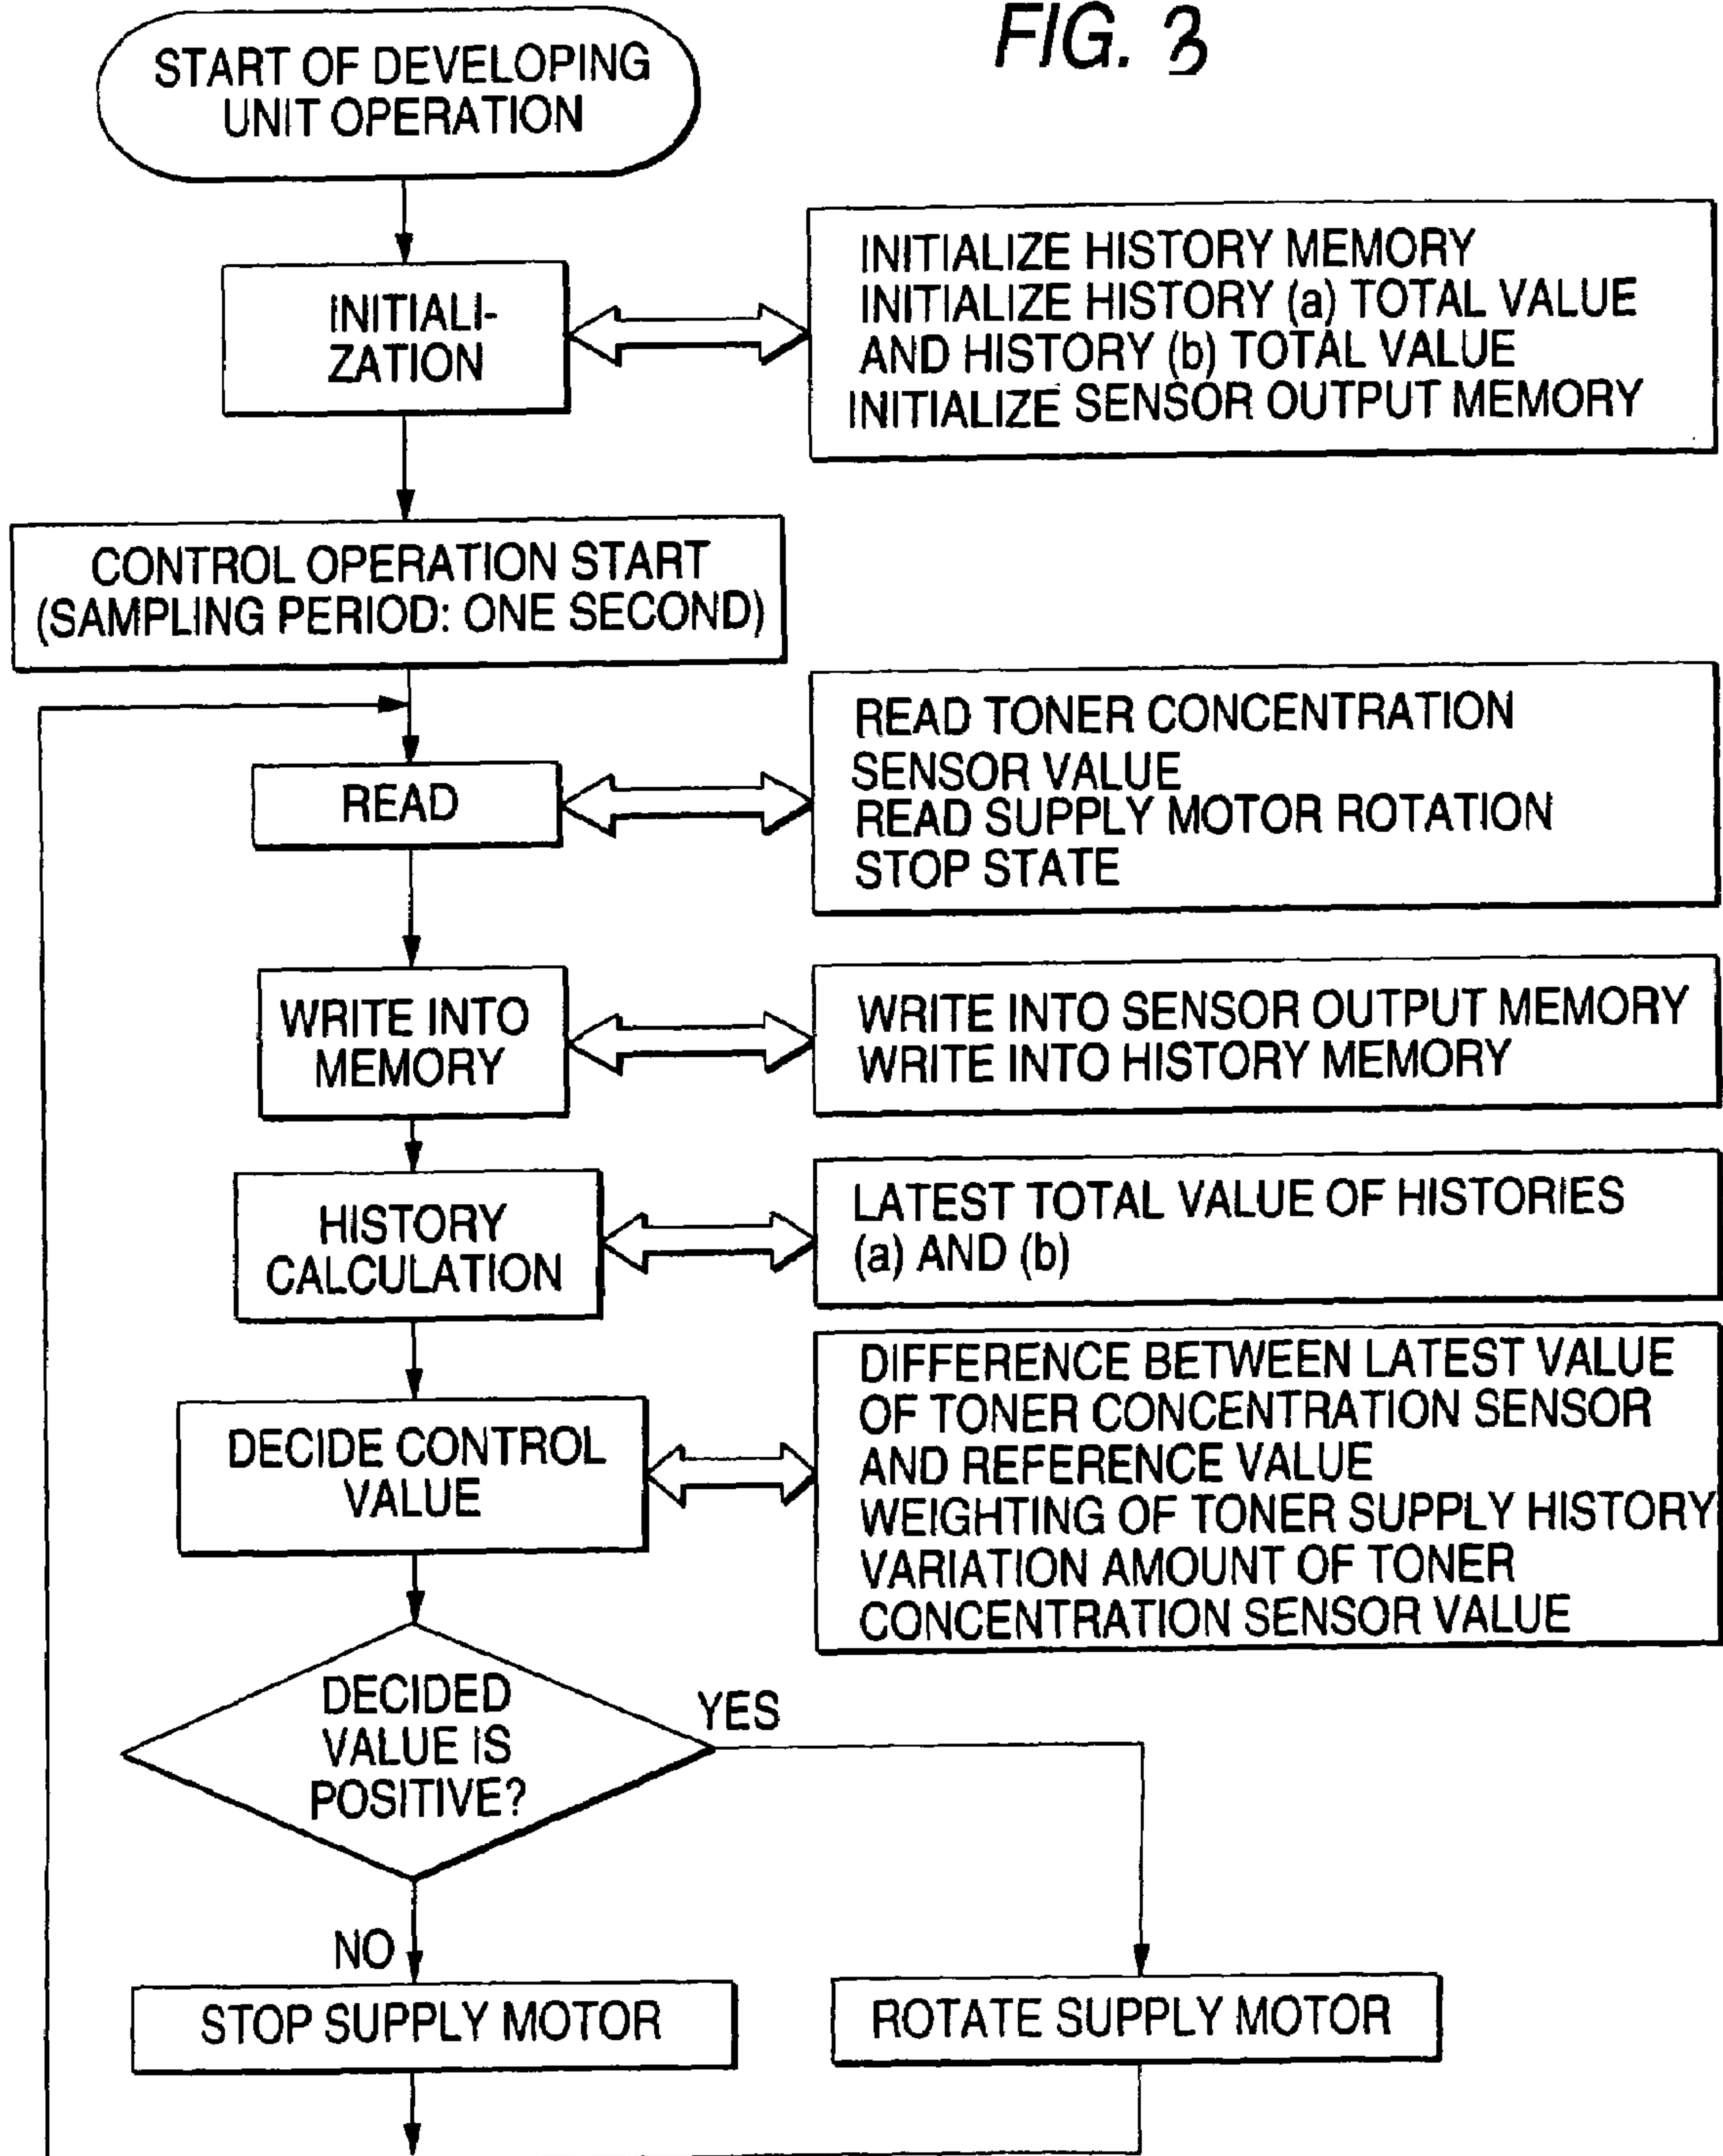 FIG. 3
START OF DEVELOPING
UNIT OPERATION
INITIALI-
ZATION
INITIALIZE HISTORY MEMORY
INITIALIZE HISTORY (a) TOTAL VALUE
AND HISTORY (b) TOTAL VALUE
INITIALIZE SENSOR OUTPUT MEMORY
CONTROL OPERATION START
(SAMPLING PERIOD: ONE SECOND)
READ
READ TONER CONCENTRATION
SENSOR VALUE
READ SUPPLY MOTOR ROTATION
STOP STATE
WRITE INTO
MEMORY
WRITE INTO SENSOR OUTPUT MEMORY
WRITE INTO HISTORY MEMORY
HISTORY
CALCULATION
LATEST TOTAL VALUE OF HISTORIES
(a) AND (b)
DECIDE CONTROL
VALUE
DIFFERENCE BETWEEN LATEST VALUE
OF TONER CONCENTRATION SENSOR
AND REFERENCE VALUE
WEIGHTING OF TONER SUPPLY HISTORY
VARIATION AMOUNT OF TONER
CONCENTRATION SENSOR VALUE
DECIDED
VALUE IS
POSITIVE?
YES
NO
STOP SUPPLY MOTOR
ROTATE SUPPLY MOTOR